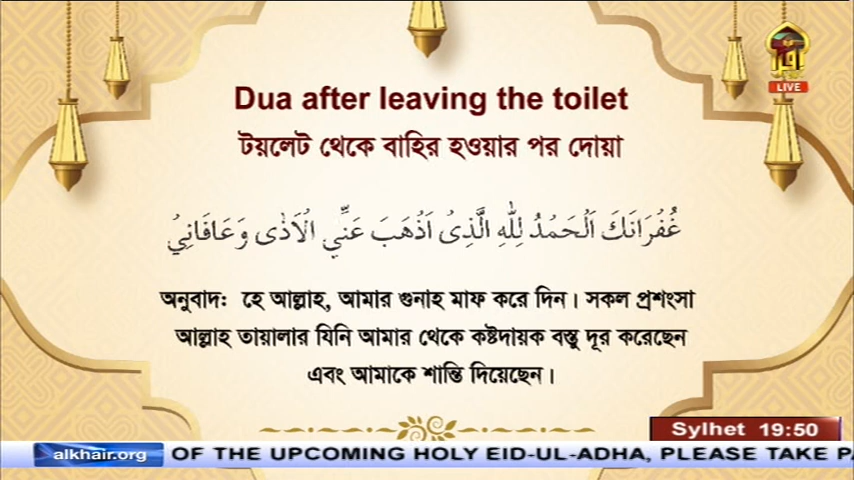 Dua after leaving the toilet
টয়লেট থেকে বাহির হওয়ার পর দোয়া
غُفْرَانَكَ اَلْحَمْدُ لِلّٰهِ الَّذِىْ اَذْهَبَ عَنِّىْ الْاَذٰى وَعَافَانِىْ
অনুবাদ: হে আল্লাহ, আমার গুনাহ মাফ করে দিন। সকল প্রশংসা
আল্লাহ তায়ালার যিনি আমার থেকে কষ্টদায়ক বস্তু দূর করেছেন
এবং আমাকে শান্তি দিয়েছেন।
LIVE
Sylhet 19:50
alkhair.org OF THE UPCOMING HOLY EID-UL-ADHA, PLEASE TAKE PA